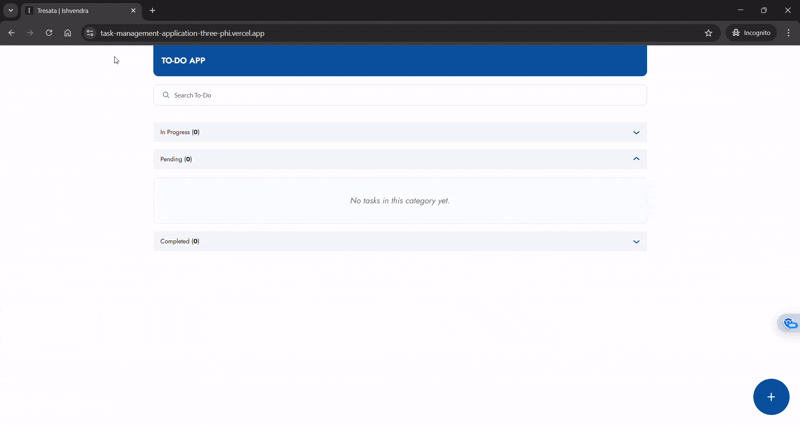 Tresata | Ishvendra
task-management-application-three-phi.vercel.app
Incognito
TO-DO APP
Search To-Do
In Progress (0)
Pending (0)
No tasks in this category yet.
Completed (0)